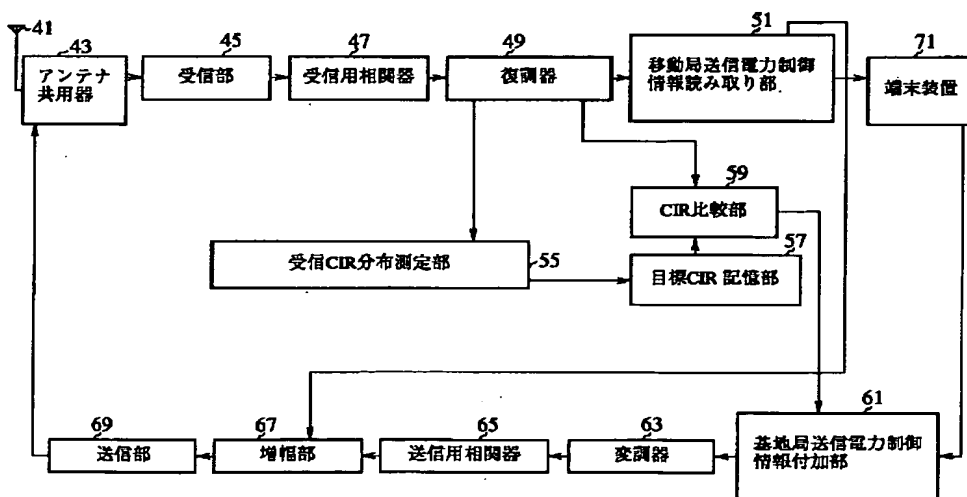 41
43
アンテナ
共用器
45
受信部
47
受信用相関器
49
復調器
51
移動局送信電力制御
情報読み取り部
71
端末装置
59
CIR比較部
受信CIR分布測定部
55
57
目標CIR 記憶部
69
送信部
67
増幅部
65
送信用相関器
63
変調器
61
基地局送信電力制御
情報付加部